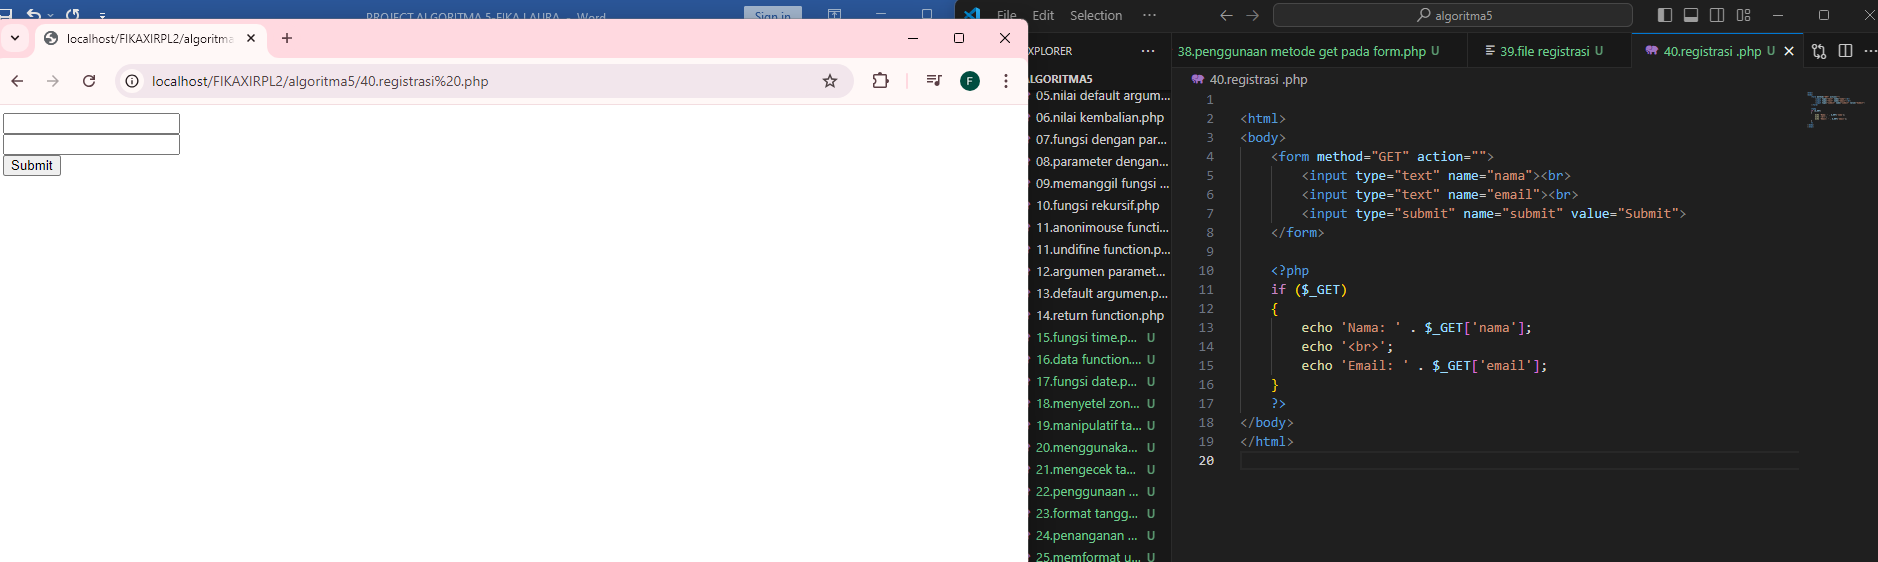 PROJECT ALGORITMA 5-FIKA LAURA - Word
Sign in
localhost/FIKAXIRPL2/algoritma
localhost/FIKAXIRPL2/algoritma5/40.registrasi%20.php
F
Submit
File Edit Selection ···
algoritma5
EXPLORER ···
ALGORITMA5
05.nilai default argum...
06.nilai kembalian.php
07.fungsi dengan par...
08.parameter dengan...
09.memanggil fungsi ...
10.fungsi rekursif.php
11.anonimouse functi...
11.undifine function.p...
12.argumen paramet...
13.default argumen.p...
14.return function.php
15.fungsi time.p... U
16.data function.... U
17.fungsi date.p... U
18.menyetel zon... U
19.manipulatif ta... U
20.menggunaka... U
21.mengecek ta... U
22.penggunaan ... U
23.format tangg... U
24.penanganan ... U
25.memformat u... U
38.penggunaan metode get pada form.php U
39.file registrasi U
40.registrasi .php U
40.registrasi .php
1
2 <html>
3 <body>
4 <form method="GET" action="">
5 <input type="text" name="nama"><br>
6 <input type="text" name="email"><br>
7 <input type="submit" name="submit" value="Submit">
8 </form>
9
10 <?php
11 if ($_GET)
12 {
13 echo 'Nama: ' . $_GET['nama'];
14 echo '<br>';
15 echo 'Email: ' . $_GET['email'];
16 }
17 ?>
18 </body>
19 </html>
20